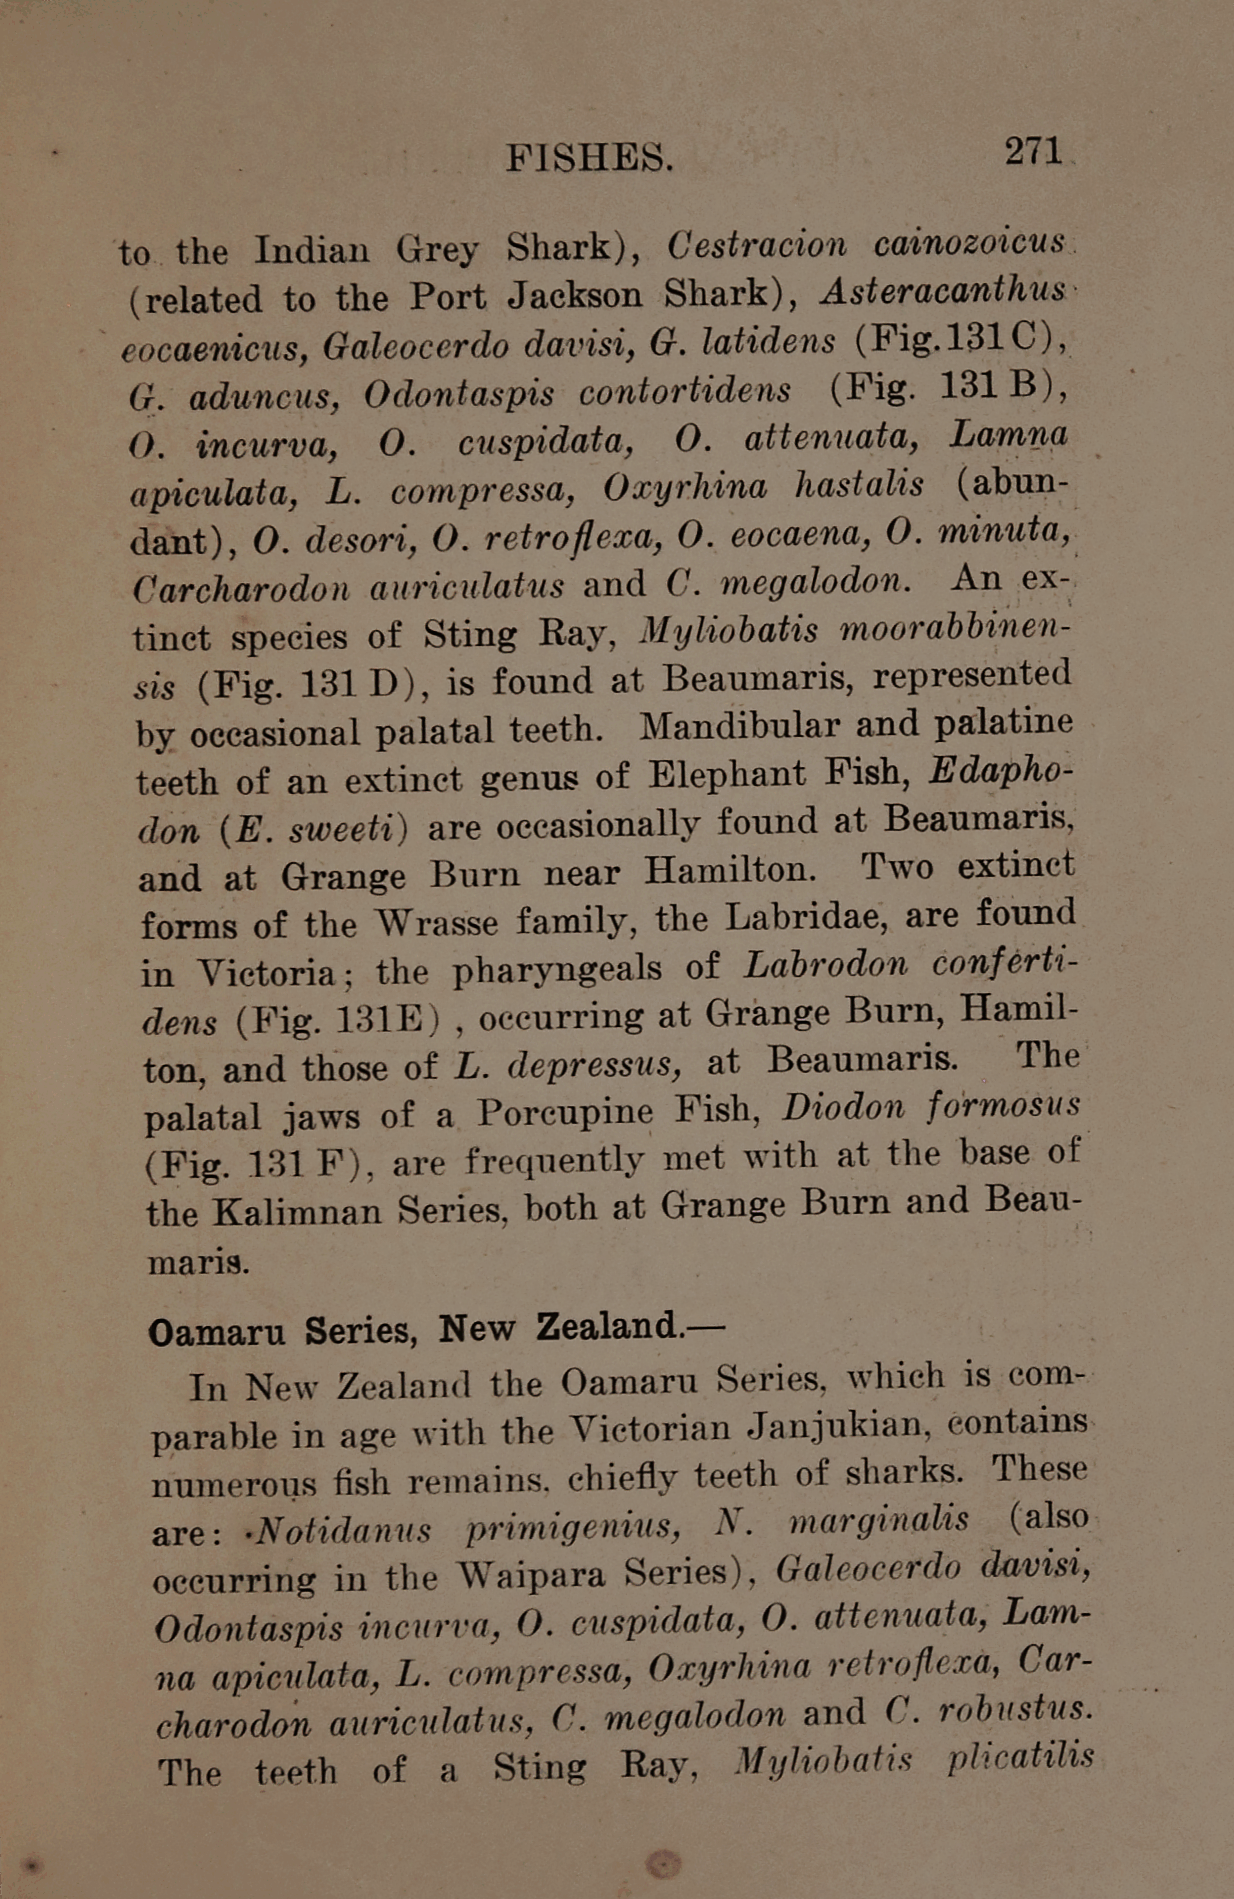 FISHES. 271
to the Indian Grey Shark), Cestracion cainozoicus
(related to the Port Jackson Shark), Asteracanthus
eocaenicus, Galeocerdo davisi, G. latidens (Fig.131C),
G. aduncus, Odontaspis contortidens (Fig. 131 B),
O. incurva, O. cuspidata, O. attenuata, Lamna
apiculata, L. compressa, Oxyrhina hastalis (abun-
dant), O. desori, O. retroflexa, O. eocaena, O. minuta,
Carcharodon auriculatus and C. megalodon. An ex-
tinct species of Sting Ray, Myliobatis moorabbinen-
sis (Fig. 131 D), is found at Beaumaris, represented
by occasional palatal teeth. Mandibular and palatine
teeth of an extinct genus of Elephant Fish, Edapho-
don (E. sweeti) are occasionally found at Beaumaris,
and at Grange Burn near Hamilton. Two extinct
forms of the Wrasse family, the Labridae, are found
in Victoria; the pharyngeals of Labrodon conferti-
dens (Fig. 131E) , occurring at Grange Burn, Hamil-
ton, and those of L. depressus, at Beaumaris. The
palatal jaws of a Porcupine Fish, Diodon formosus
(Fig. 131 F), are frequently met with at the base of
the Kalimnan Series, both at Grange Burn and Beau-
maris.
Oamaru Series, New Zealand.—
In New Zealand the Oamaru Series, which is com-
parable in age with the Victorian Janjukian, contains
numerous fish remains, chiefly teeth of sharks. These
are: Notidanus primigenius, N. marginalis (also
occurring in the Waipara Series), Galeocerdo davisi,
Odontaspis incurva, O. cuspidata, O. attenuata, Lam-
na apiculata, L. compressa, Oxyrhina retroflexa, Car-
charodon auriculatus, C. megalodon and C. robustus.
The teeth of a Sting Ray, Myliobatis plicatilis